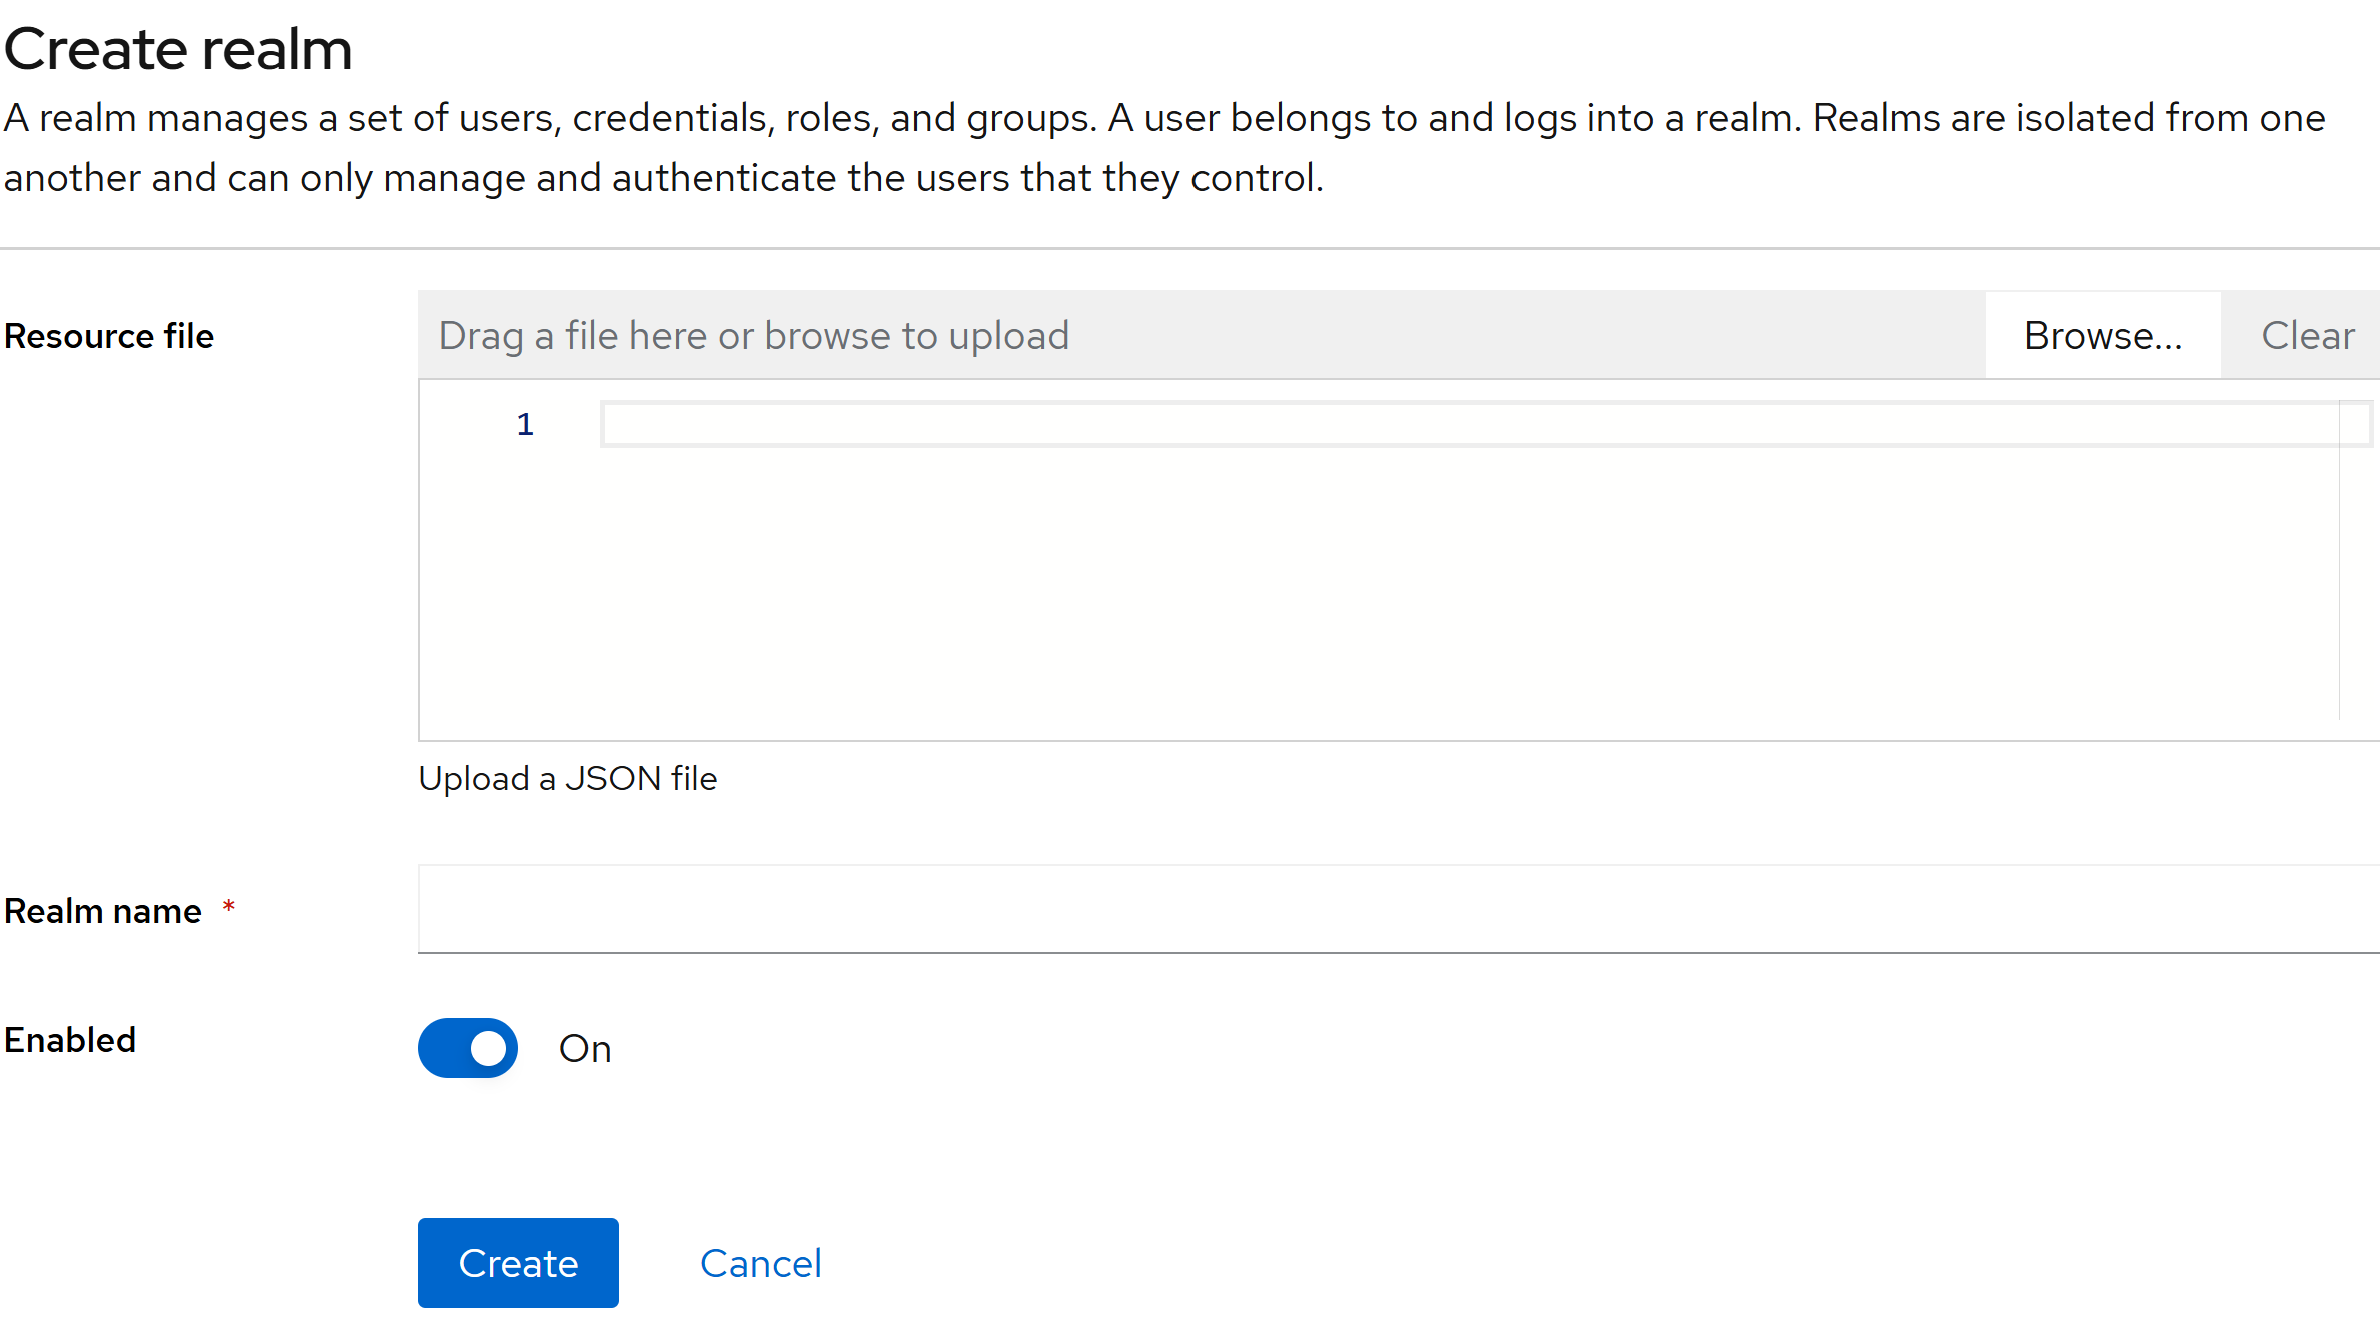 Create realm
A realm manages a set of users, credentials, roles, and groups. A user belongs to and logs into a realm. Realms are isolated from one
another and can only manage and authenticate the users that they control.
Resource file
Drag a file here or browse to upload
Browse...
Clear
1
Upload a JSON file
Realm name *
Enabled
On
Create
Cancel